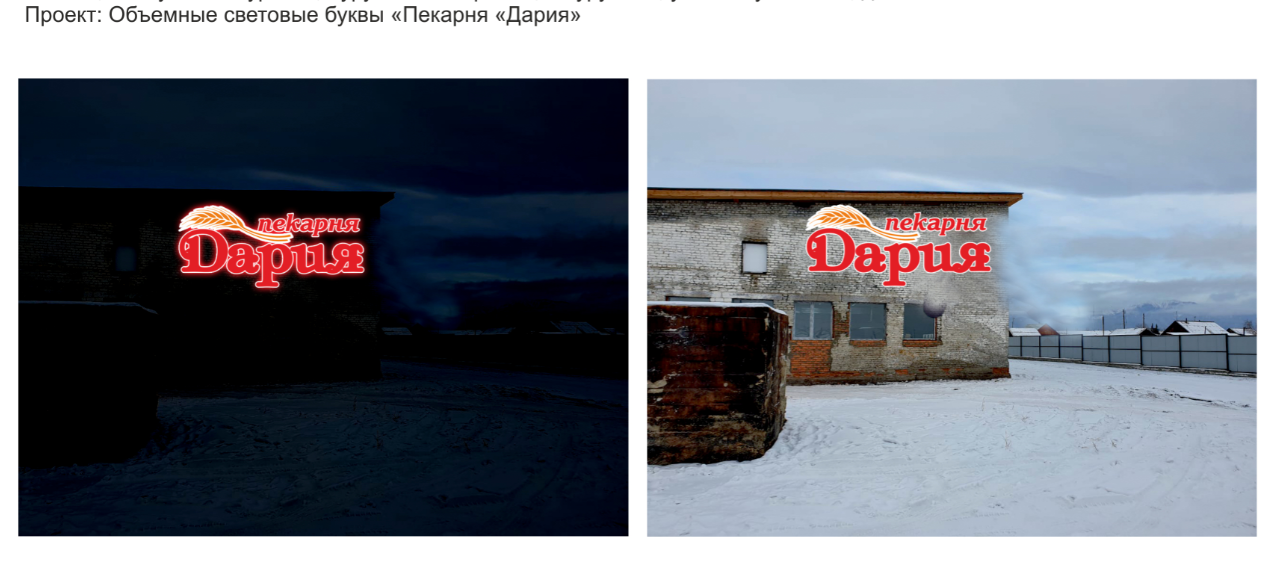 Проект: Объемные световые буквы «Пекарня «Дария»
пекарня
Дария
пекарня
Дария